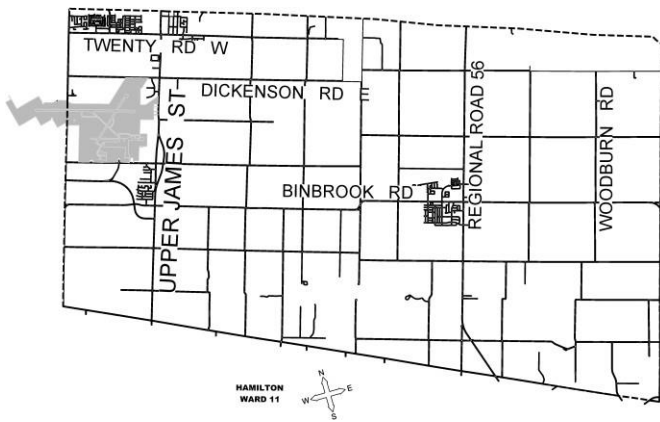 TWENTY RD W
DICKENSON RD E
UPPER JAMES ST
BINBROOK RD
REGIONAL ROAD 56
WOODBURN RD
HAMILTON
WARD 11
N
W E
S